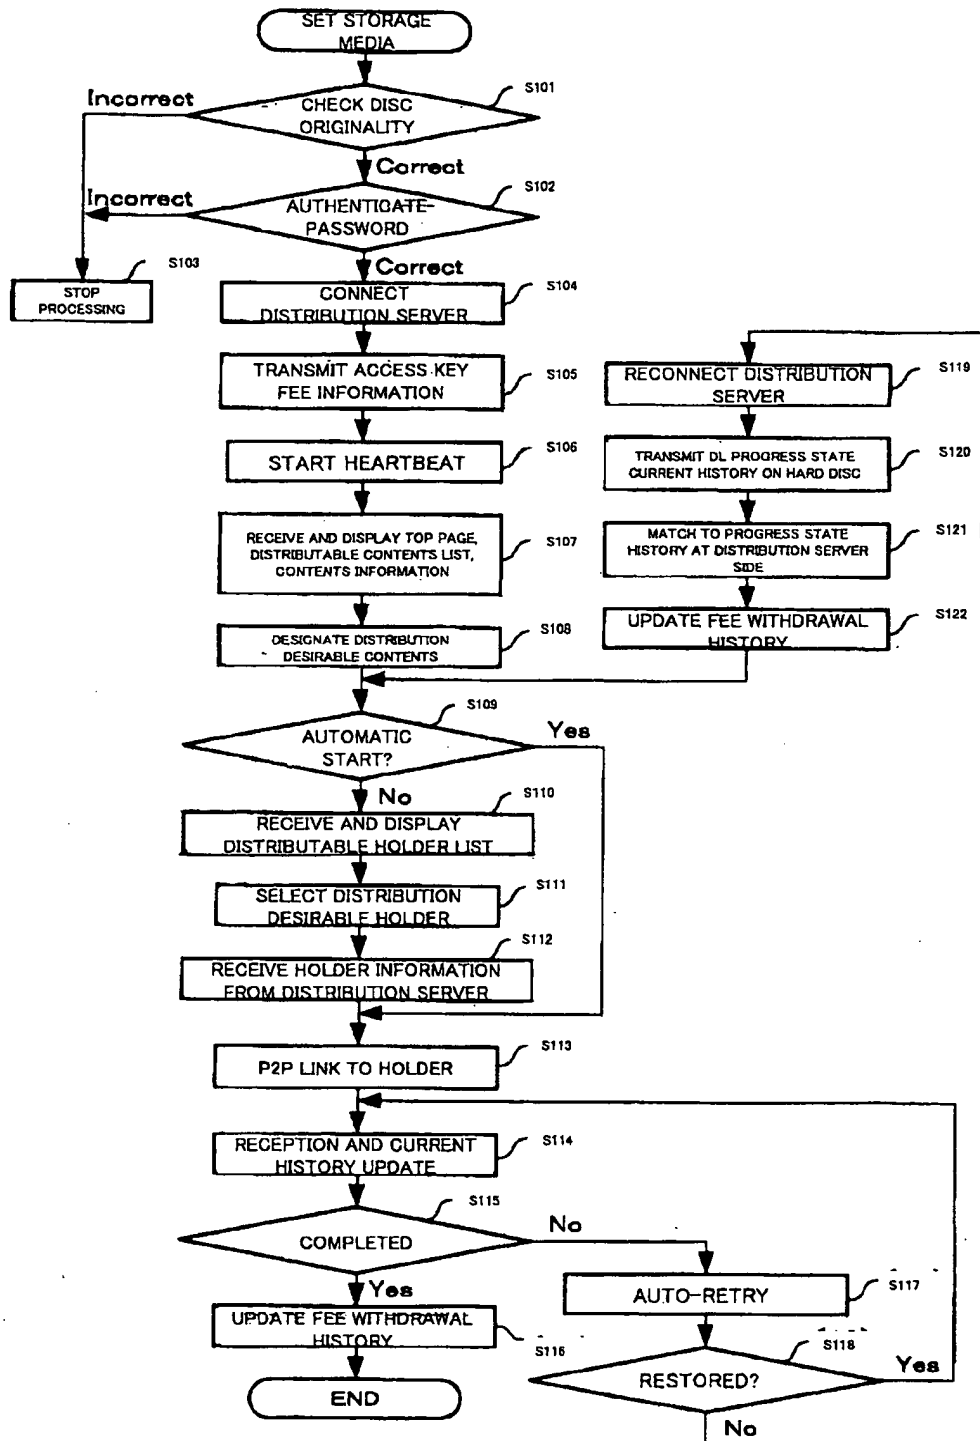 SET STORAGE
MEDIA
S101
Incorrect
CHECK DISC
ORIGINALITY
Correct
S102
Incorrect
AUTHENTICATE-
PASSWORD
S103
Correct
STOP
PROCESSING
S104
CONNECT
DISTRIBUTION SERVER
S105
TRANSMIT ACCESS KEY
FEE INFORMATION
S119
RECONNECT DISTRIBUTION
SERVER
S106
START HEARTBEAT
S120
TRANSMIT DL PROGRESS STATE
CURRENT HISTORY ON HARD DISC
S107
RECEIVE AND DISPLAY TOP PAGE,
DISTRIBUTABLE CONTENTS LIST,
CONTENTS INFORMATION
S121
MATCH TO PROGRESS STATE
HISTORY AT DISTRIBUTION SERVER
SIDE
S108
DESIGNATE DISTRIBUTION
DESIRABLE CONTENTS
S122
UPDATE FEE WITHDRAWAL
HISTORY
S109
Yes
AUTOMATIC
START?
No
S110
RECEIVE AND DISPLAY
DISTRIBUTABLE HOLDER LIST
S111
SELECT DISTRIBUTION
DESIRABLE HOLDER
S112
RECEIVE HOLDER INFORMATION
FROM DISTRIBUTION SERVER
S113
P2P LINK TO HOLDER
S114
RECEPTION AND CURRENT
HISTORY UPDATE
S115
No
COMPLETED
Yes
S117
AUTO-RETRY
UPDATE FEE WITHDRAWAL
HISTORY
S116
S118
Yes
RESTORED?
END
No